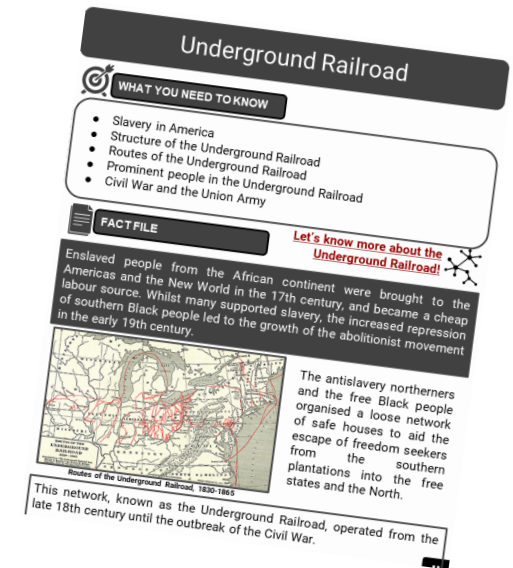 Underground Railroad
WHAT YOU NEED TO KNOW
Slavery in America
Structure of the Underground Railroad
Routes of the Underground Railroad
Prominent people in the Underground Railroad
Civil War and the Union Army
FACT FILE
Let's know more about the
Underground Railroad!
Enslaved people from the African continent were brought to the
Americas and the New World in the 17th century, and became a cheap
labour source. Whilst many supported slavery, the increased repression
of southern Black people led to the growth of the abolitionist movement
in the early 19th century.
The antislavery northerners
and the free Black people
organised a loose network
of safe houses to aid the
escape of freedom seekers
from the southern
plantations into the free
states and the North.
Routes of the Underground Railroad, 1830-1865
This network, known as the Underground Railroad, operated from the
late 18th century until the outbreak of the Civil War.